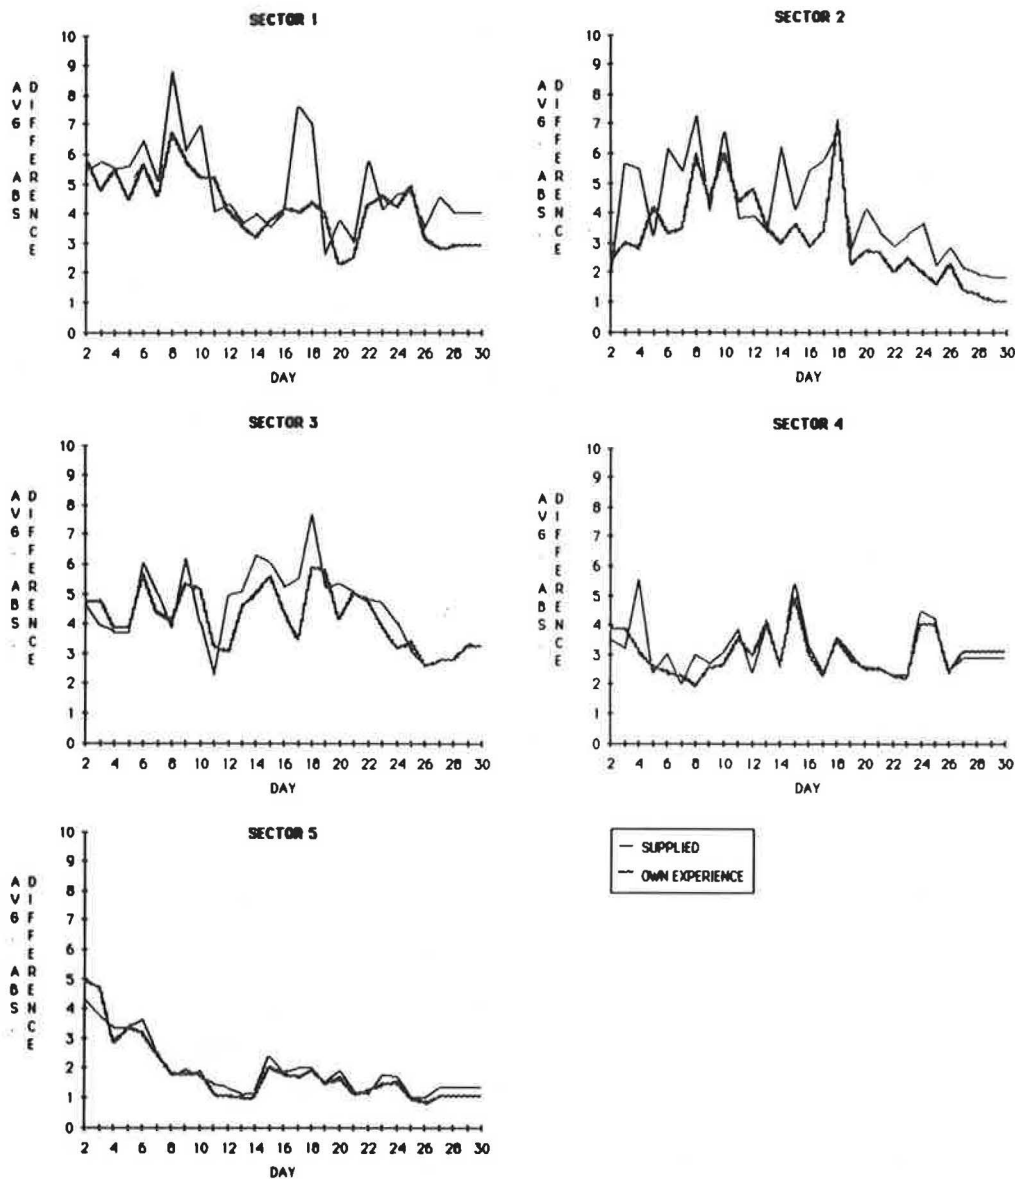 SECTOR 1
AVG. ABS. DIFFERENCE
10
9
8
7
6
5
4
3
2
1
0
2 4 6 8 10 12 14 16 18 20 22 24 26 28 30
DAY
SECTOR 2
AVG. ABS. DIFFERENCE
10
9
8
7
6
5
4
3
2
1
0
2 4 6 8 10 12 14 16 18 20 22 24 26 28 30
DAY
SECTOR 3
AVG. ABS. DIFFERENCE
10
9
8
7
6
5
4
3
2
1
0
2 4 6 8 10 12 14 16 18 20 22 24 26 28 30
DAY
SECTOR 4
AVG. ABS. DIFFERENCE
10
9
8
7
6
5
4
3
2
1
0
2 4 6 8 10 12 14 16 18 20 22 24 26 28 30
DAY
SECTOR 5
AVG. ABS. DIFFERENCE
10
9
8
7
6
5
4
3
2
1
0
2 4 6 8 10 12 14 16 18 20 22 24 26 28 30
DAY
SUPPLIED
OWN EXPERIENCE